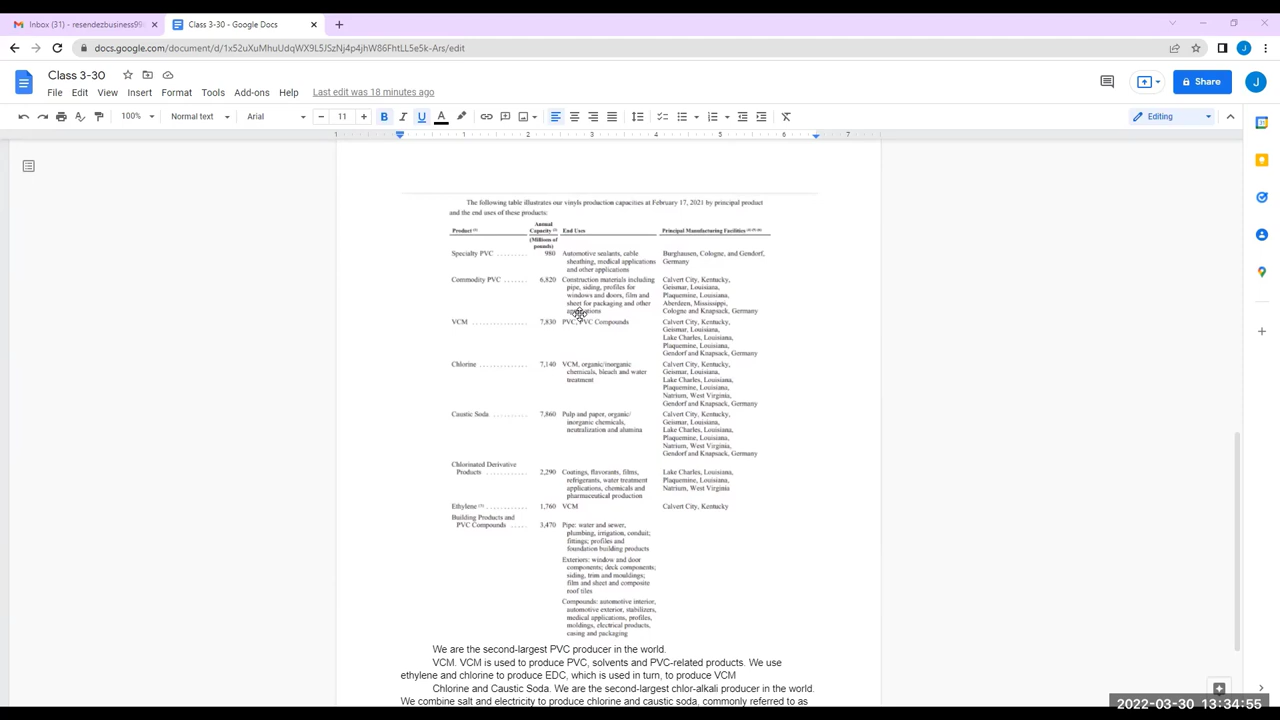 Inbox (31) - resendezbusiness99
Class 3-30 - Google Docs
docs.google.com/document/d/1x52uXuMhuUdqWX9L5JSzNj4p4jhW86FhtLL5e5k-Ars/edit
Class 3-30
File Edit View Insert Format Tools Add-ons Help Last edit was 18 minutes ago
Share
J
100% Normal text Arial 11 Editing
1 1 2 3 4 5 6 7
The following table illustrates our vinyls production capacities at February 17, 2021 by principal product
and the end uses of these products:
Product Annual Capacity (Millions of pounds) End Uses Principal Manufacturing Facilities
Specialty PVC 980 Automotive sealants, cable Burghausen, Cologne, and Gendorf,
sheathing, medical applications Germany
and other applications
Commodity PVC 6,820 Construction materials including Calvert City, Kentucky,
pipe, siding, profiles for Geismar, Louisiana,
windows and doors, film and Plaquemine, Louisiana,
sheet for packaging and other Aberdeen, Mississippi,
applications Cologne and Knapsack, Germany
VCM 7,830 PVC, PVC Compounds Calvert City, Kentucky,
Geismar, Louisiana,
Lake Charles, Louisiana,
Plaquemine, Louisiana,
Gendorf and Knapsack, Germany
Chlorine 7,140 VCM, organic/inorganic Calvert City, Kentucky,
chemicals, bleach and water Geismar, Louisiana,
treatment Lake Charles, Louisiana,
Plaquemine, Louisiana,
Natrium, West Virginia,
Gendorf and Knapsack, Germany
Caustic Soda 7,860 Pulp and paper, organic/ Calvert City, Kentucky,
inorganic chemicals, Geismar, Louisiana,
neutralization and alumina Lake Charles, Louisiana,
Plaquemine, Louisiana,
Natrium, West Virginia,
Gendorf and Knapsack, Germany
Chlorinated Derivative
Products 2,290 Coatings, flavorants, films, Lake Charles, Louisiana,
refrigerants, water treatment Plaquemine, Louisiana,
applications, chemicals and Natrium, West Virginia
pharmaceutical production
Ethylene 1,760 VCM Calvert City, Kentucky
Building Products and
PVC Compounds 3,470 Pipe: water and sewer,
plumbing, irrigation, conduit;
fittings; profiles and
foundation building products
Exteriors: window and door
components; deck components;
siding, trim and mouldings;
film and sheet and composite
roof tiles
Compounds: automotive interior,
automotive exterior, stabilizers,
medical applications, profiles,
moldings, electrical products,
casing and packaging
We are the second-largest PVC producer in the world.
VCM. VCM is used to produce PVC, solvents and PVC-related products. We use
ethylene and chlorine to produce EDC, which is used in turn, to produce VCM
Chlorine and Caustic Soda. We are the second-largest chlor-alkali producer in the world.
We combine salt and electricity to produce chlorine and caustic soda, commonly referred to as
2022-03-30 13:34:55